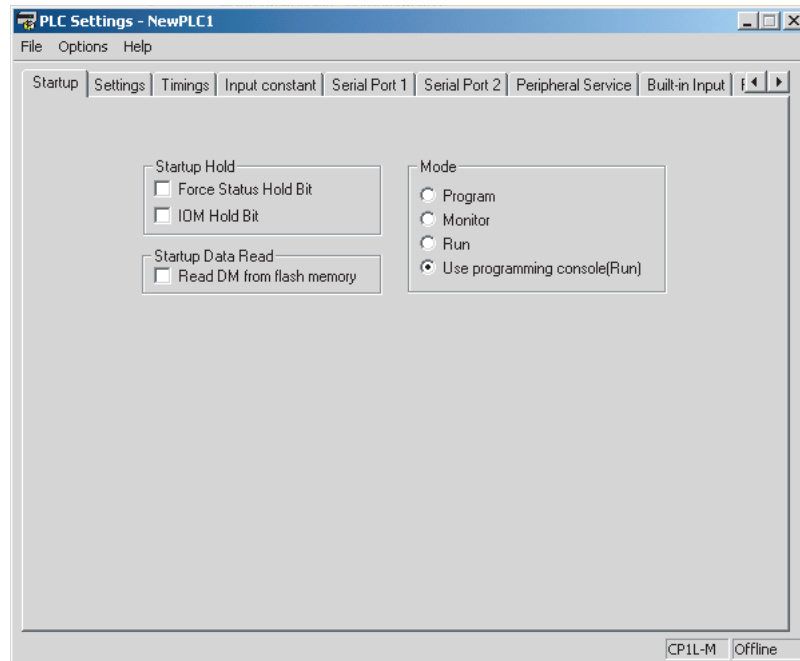 PLC Settings - NewPLC1
File Options Help
Startup Settings Timings Input constant Serial Port 1 Serial Port 2 Peripheral Service Built-in Input
Startup Hold
Force Status Hold Bit
IOM Hold Bit
Startup Data Read
Read DM from flash memory
Mode
Program
Monitor
Run
Use programming console(Run)
CP1L-M Offline